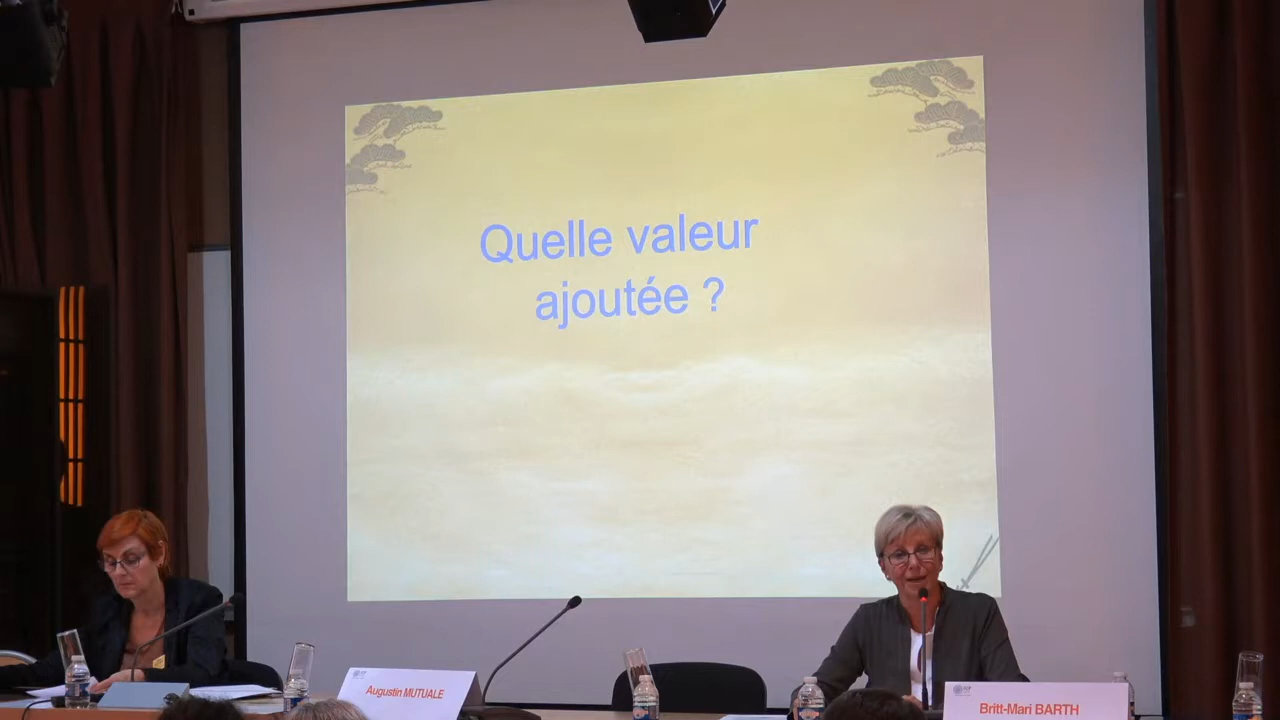 Quelle valeur
ajoutée ?
Augustin MUTUALE
Britt-Mari BARTH